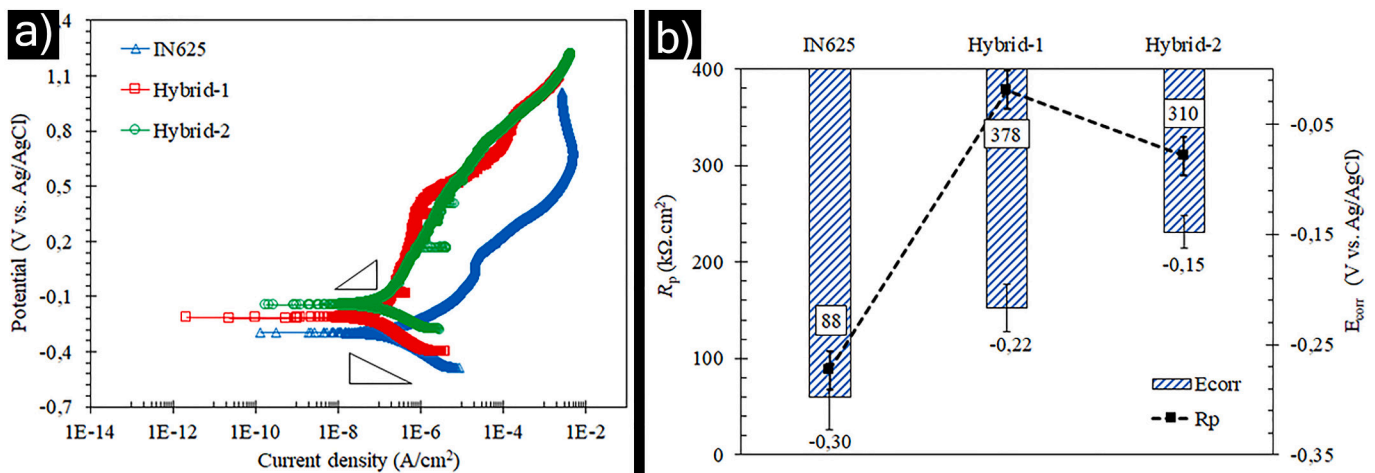 a)
IN625
Hybrid-1
Hybrid-2
1,4
1,1
0,8
0,5
0,2
-0,1
-0,4
-0,7
Potential (V vs. Ag/AgCl)
1E-14 1E-12 1E-10 1E-8 1E-6 1E-4 1E-2
Current density (A/cm²)
b)
IN625 Hybrid-1 Hybrid-2
400
300
200
100
0
Rp (kΩ.cm²)
88
378
310
-0,30
-0,22
-0,15
Ecorr
Rp
-0,05
-0,15
-0,25
-0,35
Ecorr (V vs. Ag/AgCl)